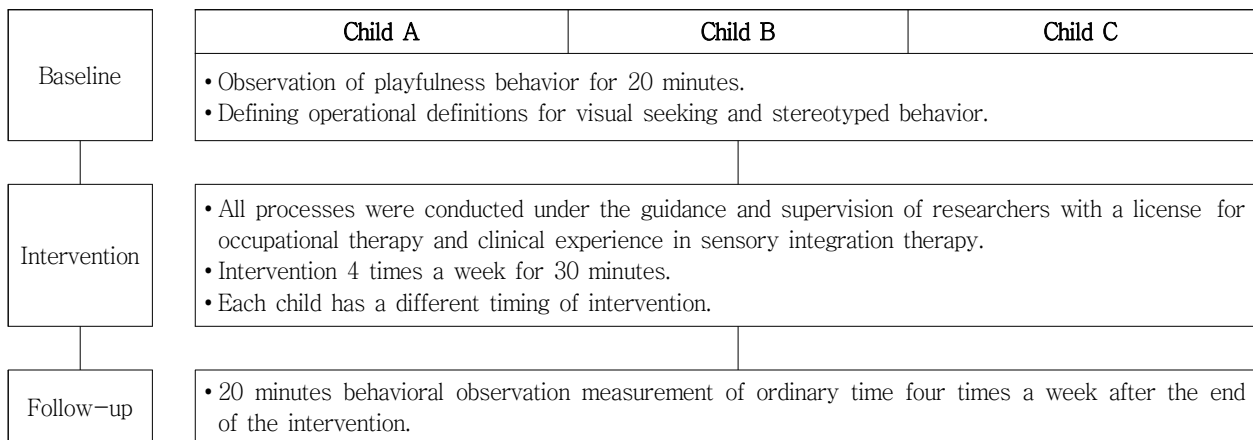 Child A Child B Child C
Baseline
• Observation of playfulness behavior for 20 minutes.
• Defining operational definitions for visual seeking and stereotyped behavior.
Intervention
• All processes were conducted under the guidance and supervision of researchers with a license for
occupational therapy and clinical experience in sensory integration therapy.
• Intervention 4 times a week for 30 minutes.
• Each child has a different timing of intervention.
Follow-up
• 20 minutes behavioral observation measurement of ordinary time four times a week after the end
of the intervention.